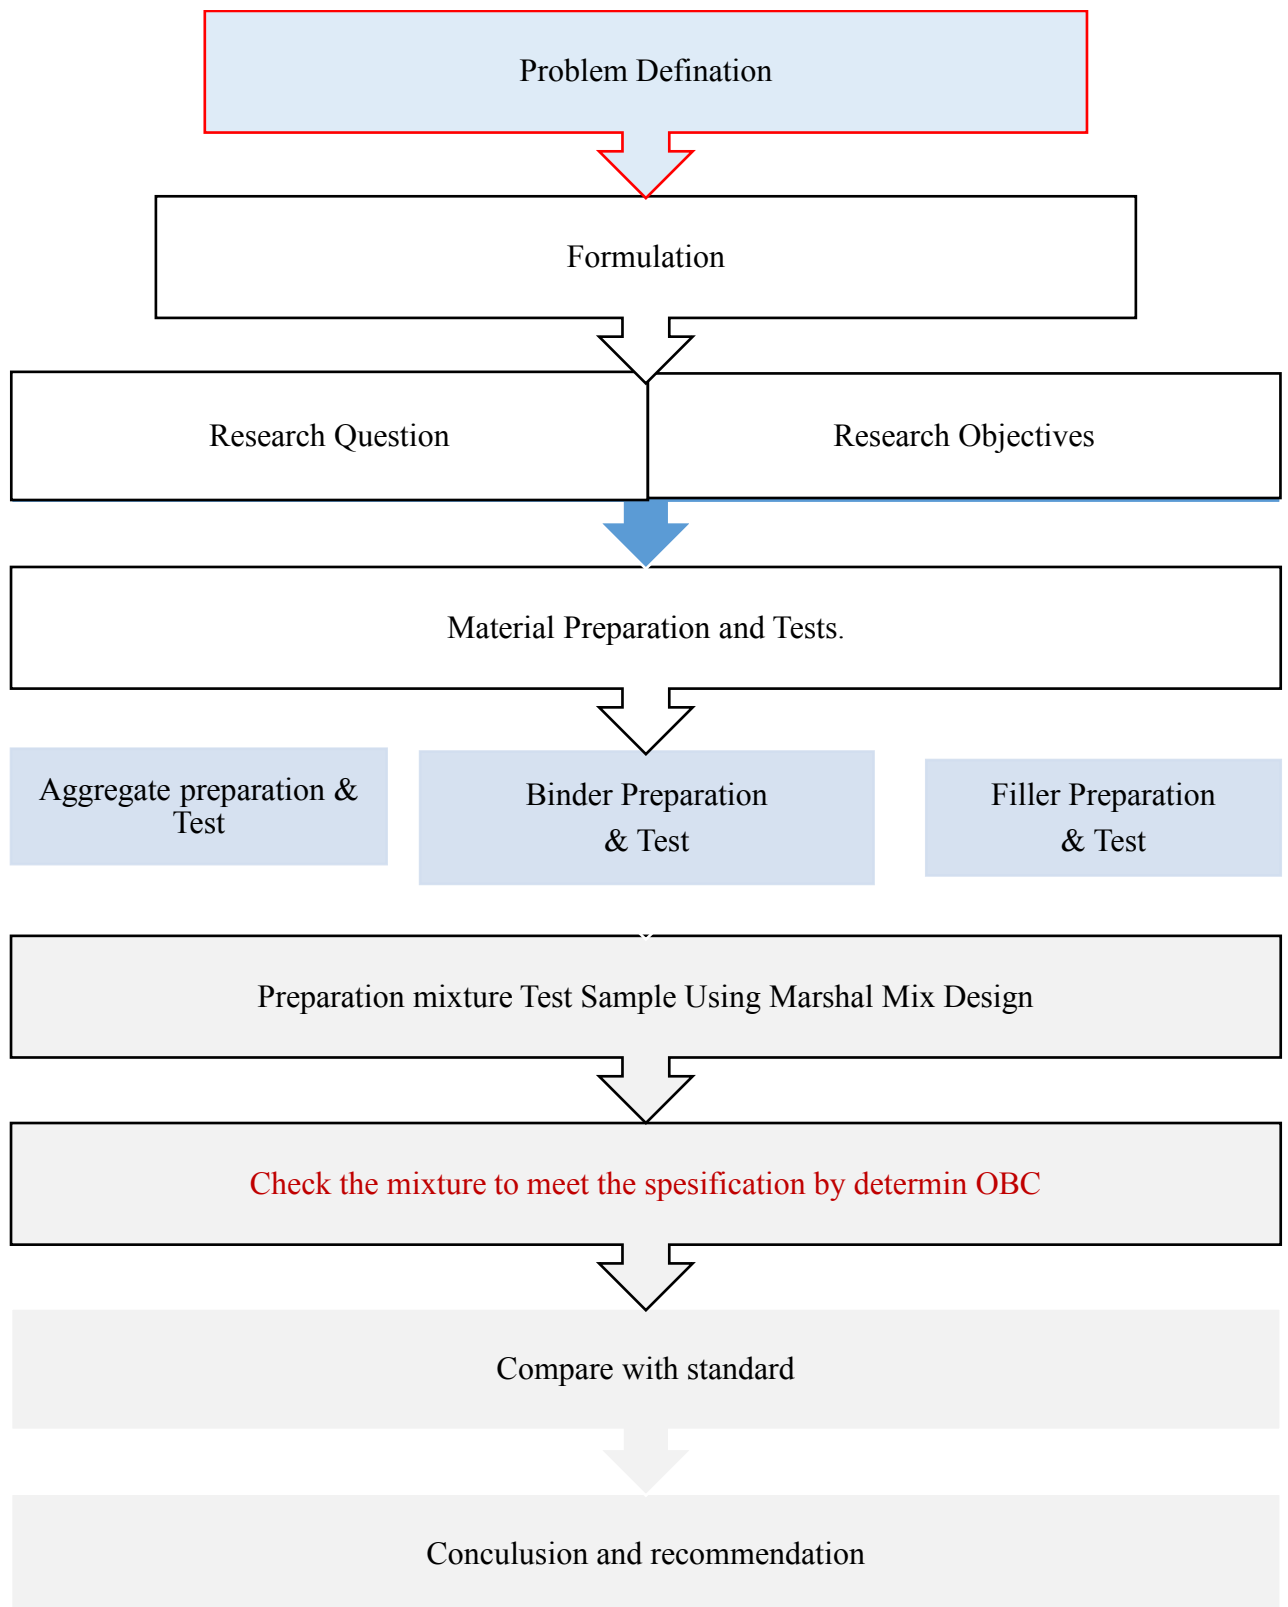 Problem Defination
Formulation
Research Question
Research Objectives
Material Preparation and Tests.
Aggregate preparation &
Test
Binder Preparation
& Test
Filler Preparation
& Test
Preparation mixture Test Sample Using Marshal Mix Design
Check the mixture to meet the spesification by determin OBC
Compare with standard
Conculusion and recommendation